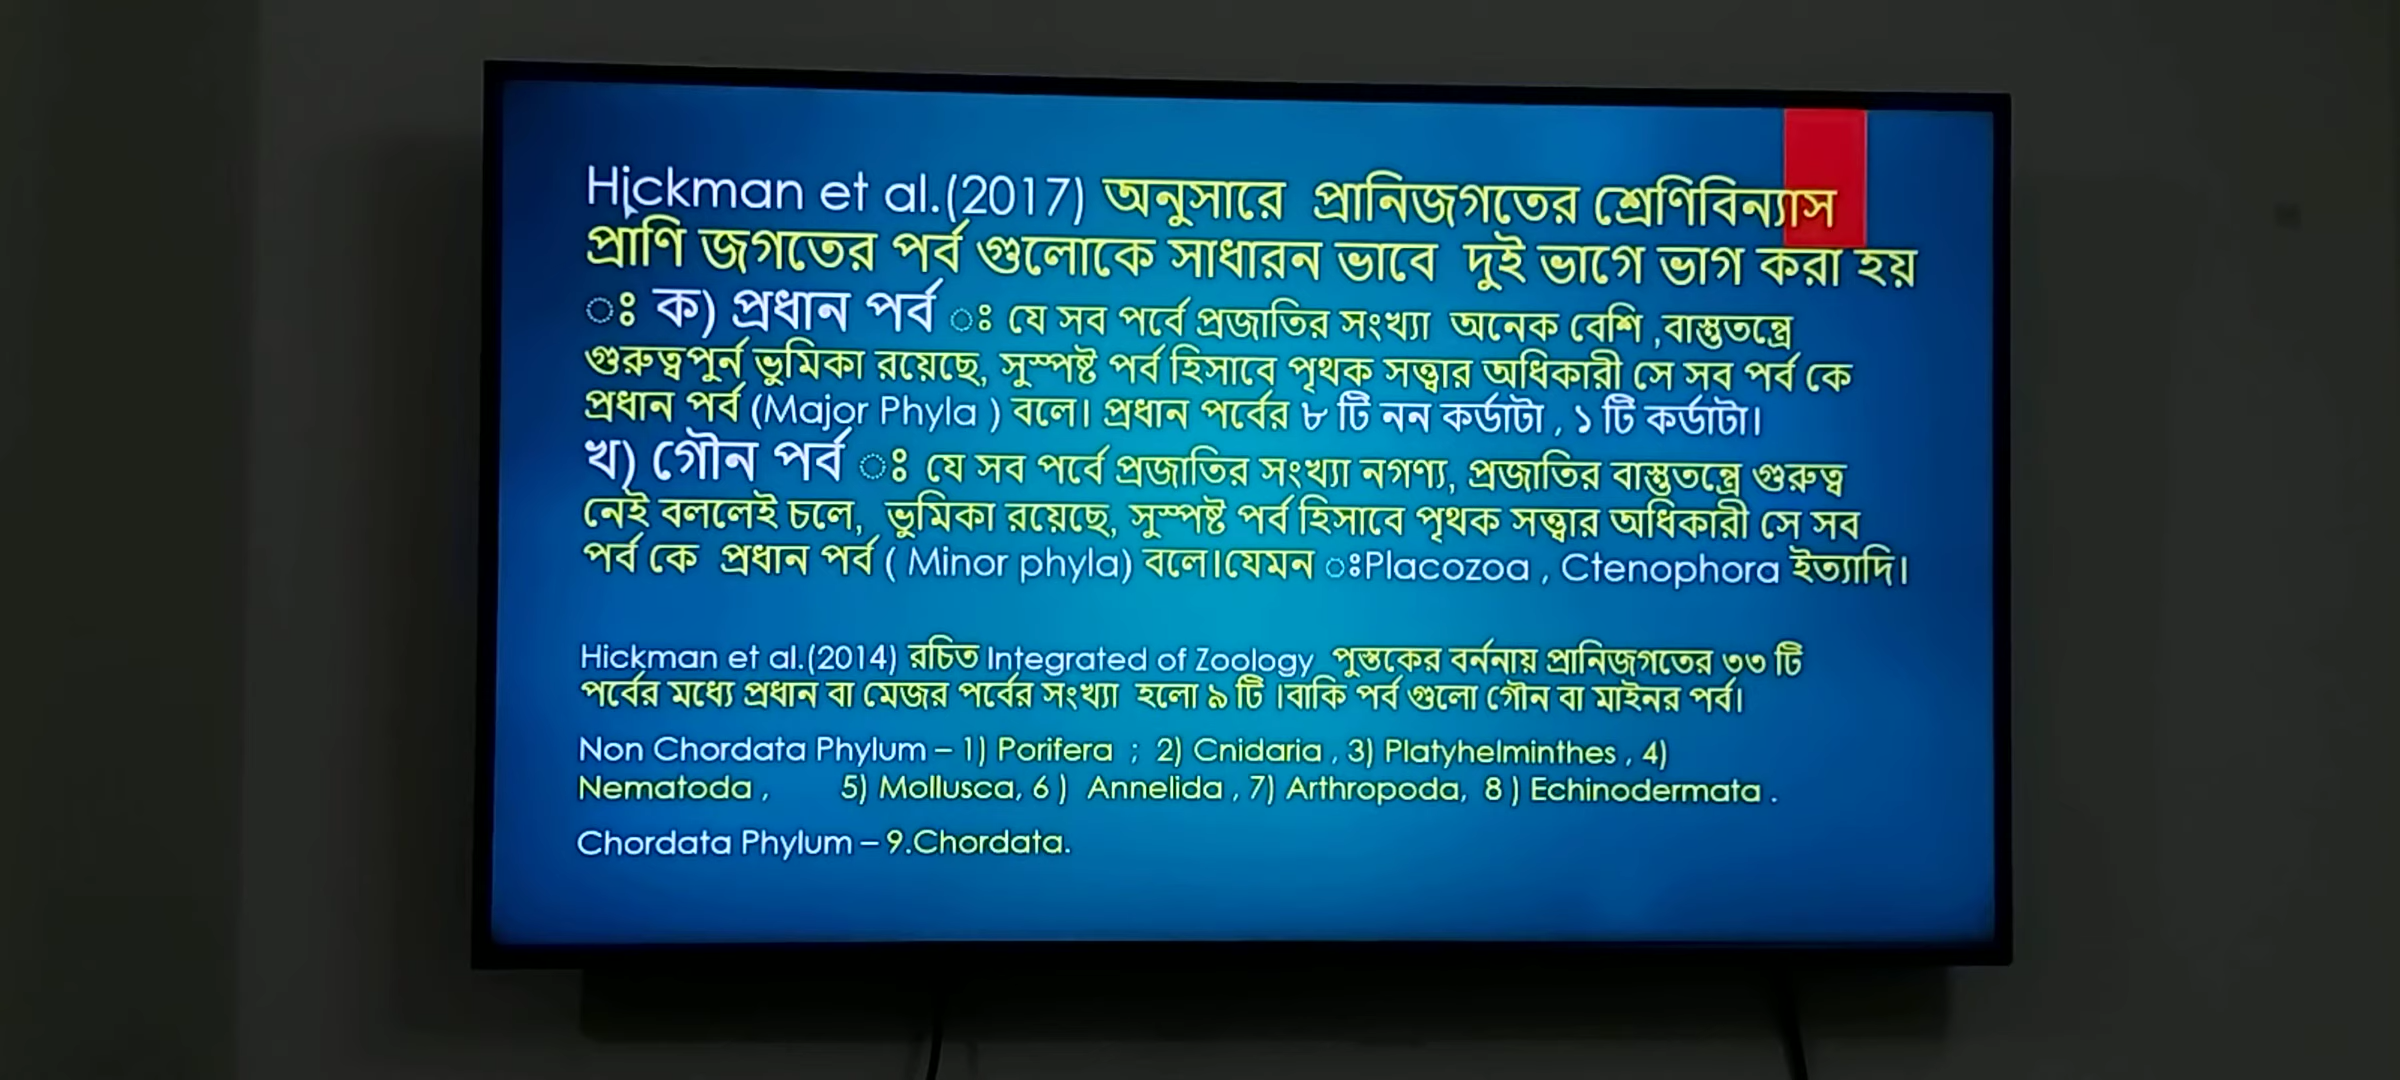 Hickman et al.(2017) অনুসারে প্রানিজগতের শ্রেণিবিন্যাস
প্রাণি জগতের পর্ব গুলোকে সাধারন ভাবে দুই ভাগে ভাগ করা হয়
ঃ ক) প্রধান পর্ব ঃ যে সব পর্বে প্রজাতির সংখ্যা অনেক বেশি ,বাস্তুতন্ত্রে
গুরুত্বপুর্ন ভুমিকা রয়েছে, সুস্পষ্ট পর্ব হিসাবে পৃথক সত্ত্বার অধিকারী সে সব পর্ব কে
প্রধান পর্ব (Major Phyla ) বলে। প্রধান পর্বের ৮ টি নন কর্ডাটা , ১ টি কর্ডাটা।
খ) গৌন পর্ব ঃ যে সব পর্বে প্রজাতির সংখ্যা নগণ্য, প্রজাতির বাস্তুতন্ত্রে গুরুত্ব
নেই বললেই চলে, ভুমিকা রয়েছে, সুস্পষ্ট পর্ব হিসাবে পৃথক সত্ত্বার অধিকারী সে সব
পর্ব কে প্রধান পর্ব ( Minor phyla) বলে।যেমন ঃPlacozoa , Ctenophora ইত্যাদি।
Hickman et al.(2014) রচিত Integrated of Zoology পুস্তকের বর্ননায় প্রানিজগতের ৩৩ টি
পর্বের মধ্যে প্রধান বা মেজর পর্বের সংখ্যা হলো ৯ টি ।বাকি পর্ব গুলো গৌন বা মাইনর পর্ব।
Non Chordata Phylum – 1) Porifera ; 2) Cnidaria , 3) Platyhelminthes , 4)
Nematoda , 5) Mollusca, 6 ) Annelida , 7) Arthropoda, 8 ) Echinodermata .
Chordata Phylum – 9.Chordata.